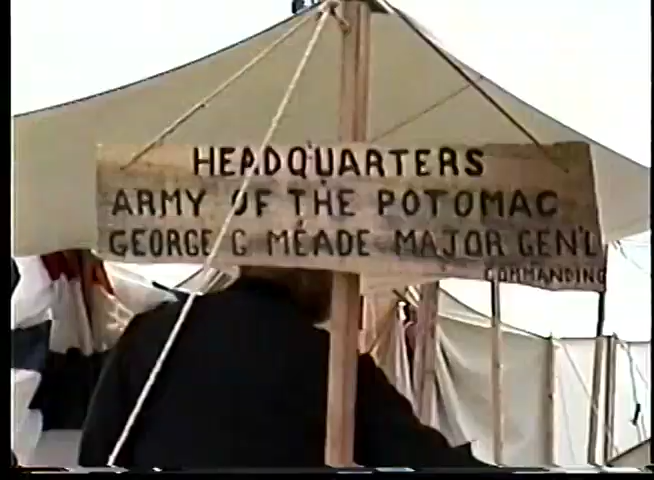 HEADQUARTERS
ARMY OF THE POTOMAC
GEORGE G MEADE MAJOR GEN'L
COMMANDING